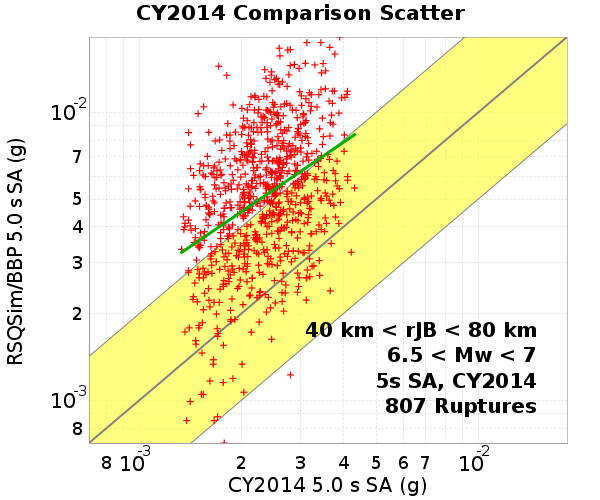 CY2014 Comparison Scatter
RSQSim/BBP 5.0 s SA (g)
10-2
7
5
4
3
2
10-3
8
40 km < rJB < 80 km
6.5 < Mw < 7
5s SA, CY2014
807 Ruptures
8 10-3 2 3 4 5 6 7 10-2
CY2014 5.0 s SA (g)